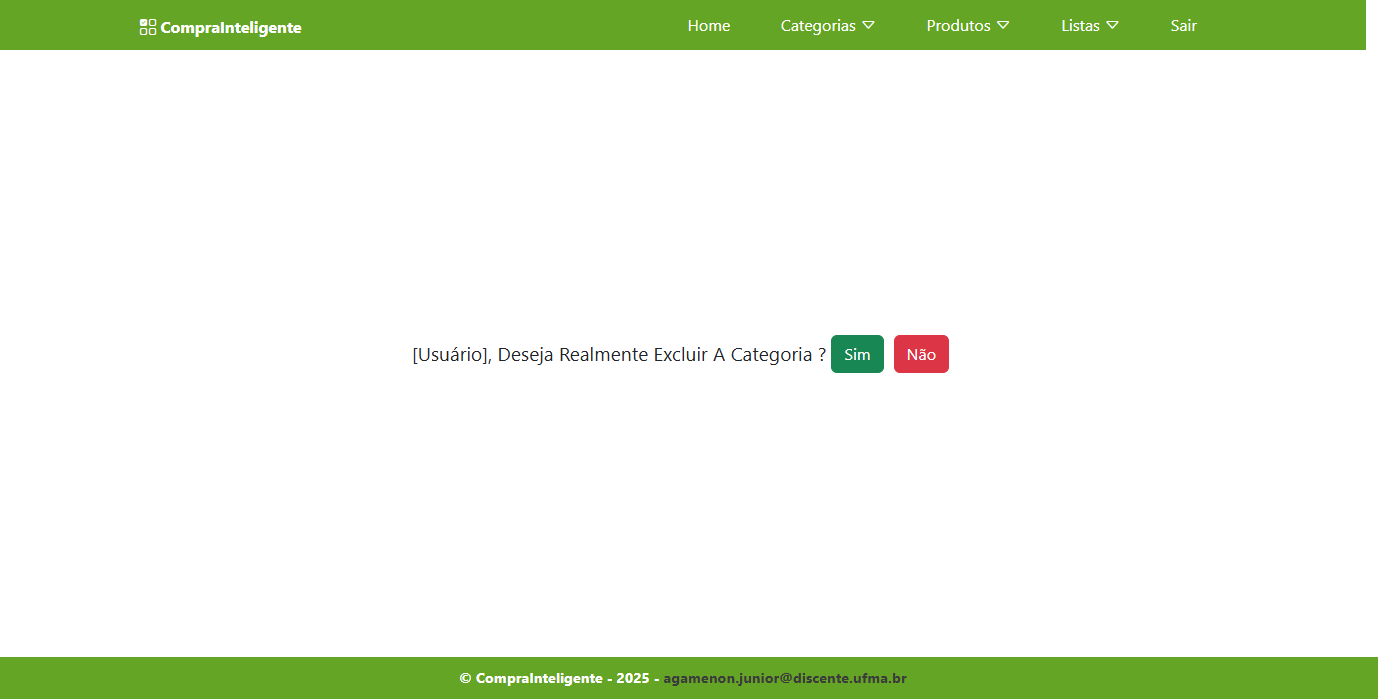 CompraInteligente Home Categorias Produtos Listas Sair
[Usuário], Deseja Realmente Excluir A Categoria ? Sim Não
© CompraInteligente - 2025 - agamenon.junior@discente.ufma.br